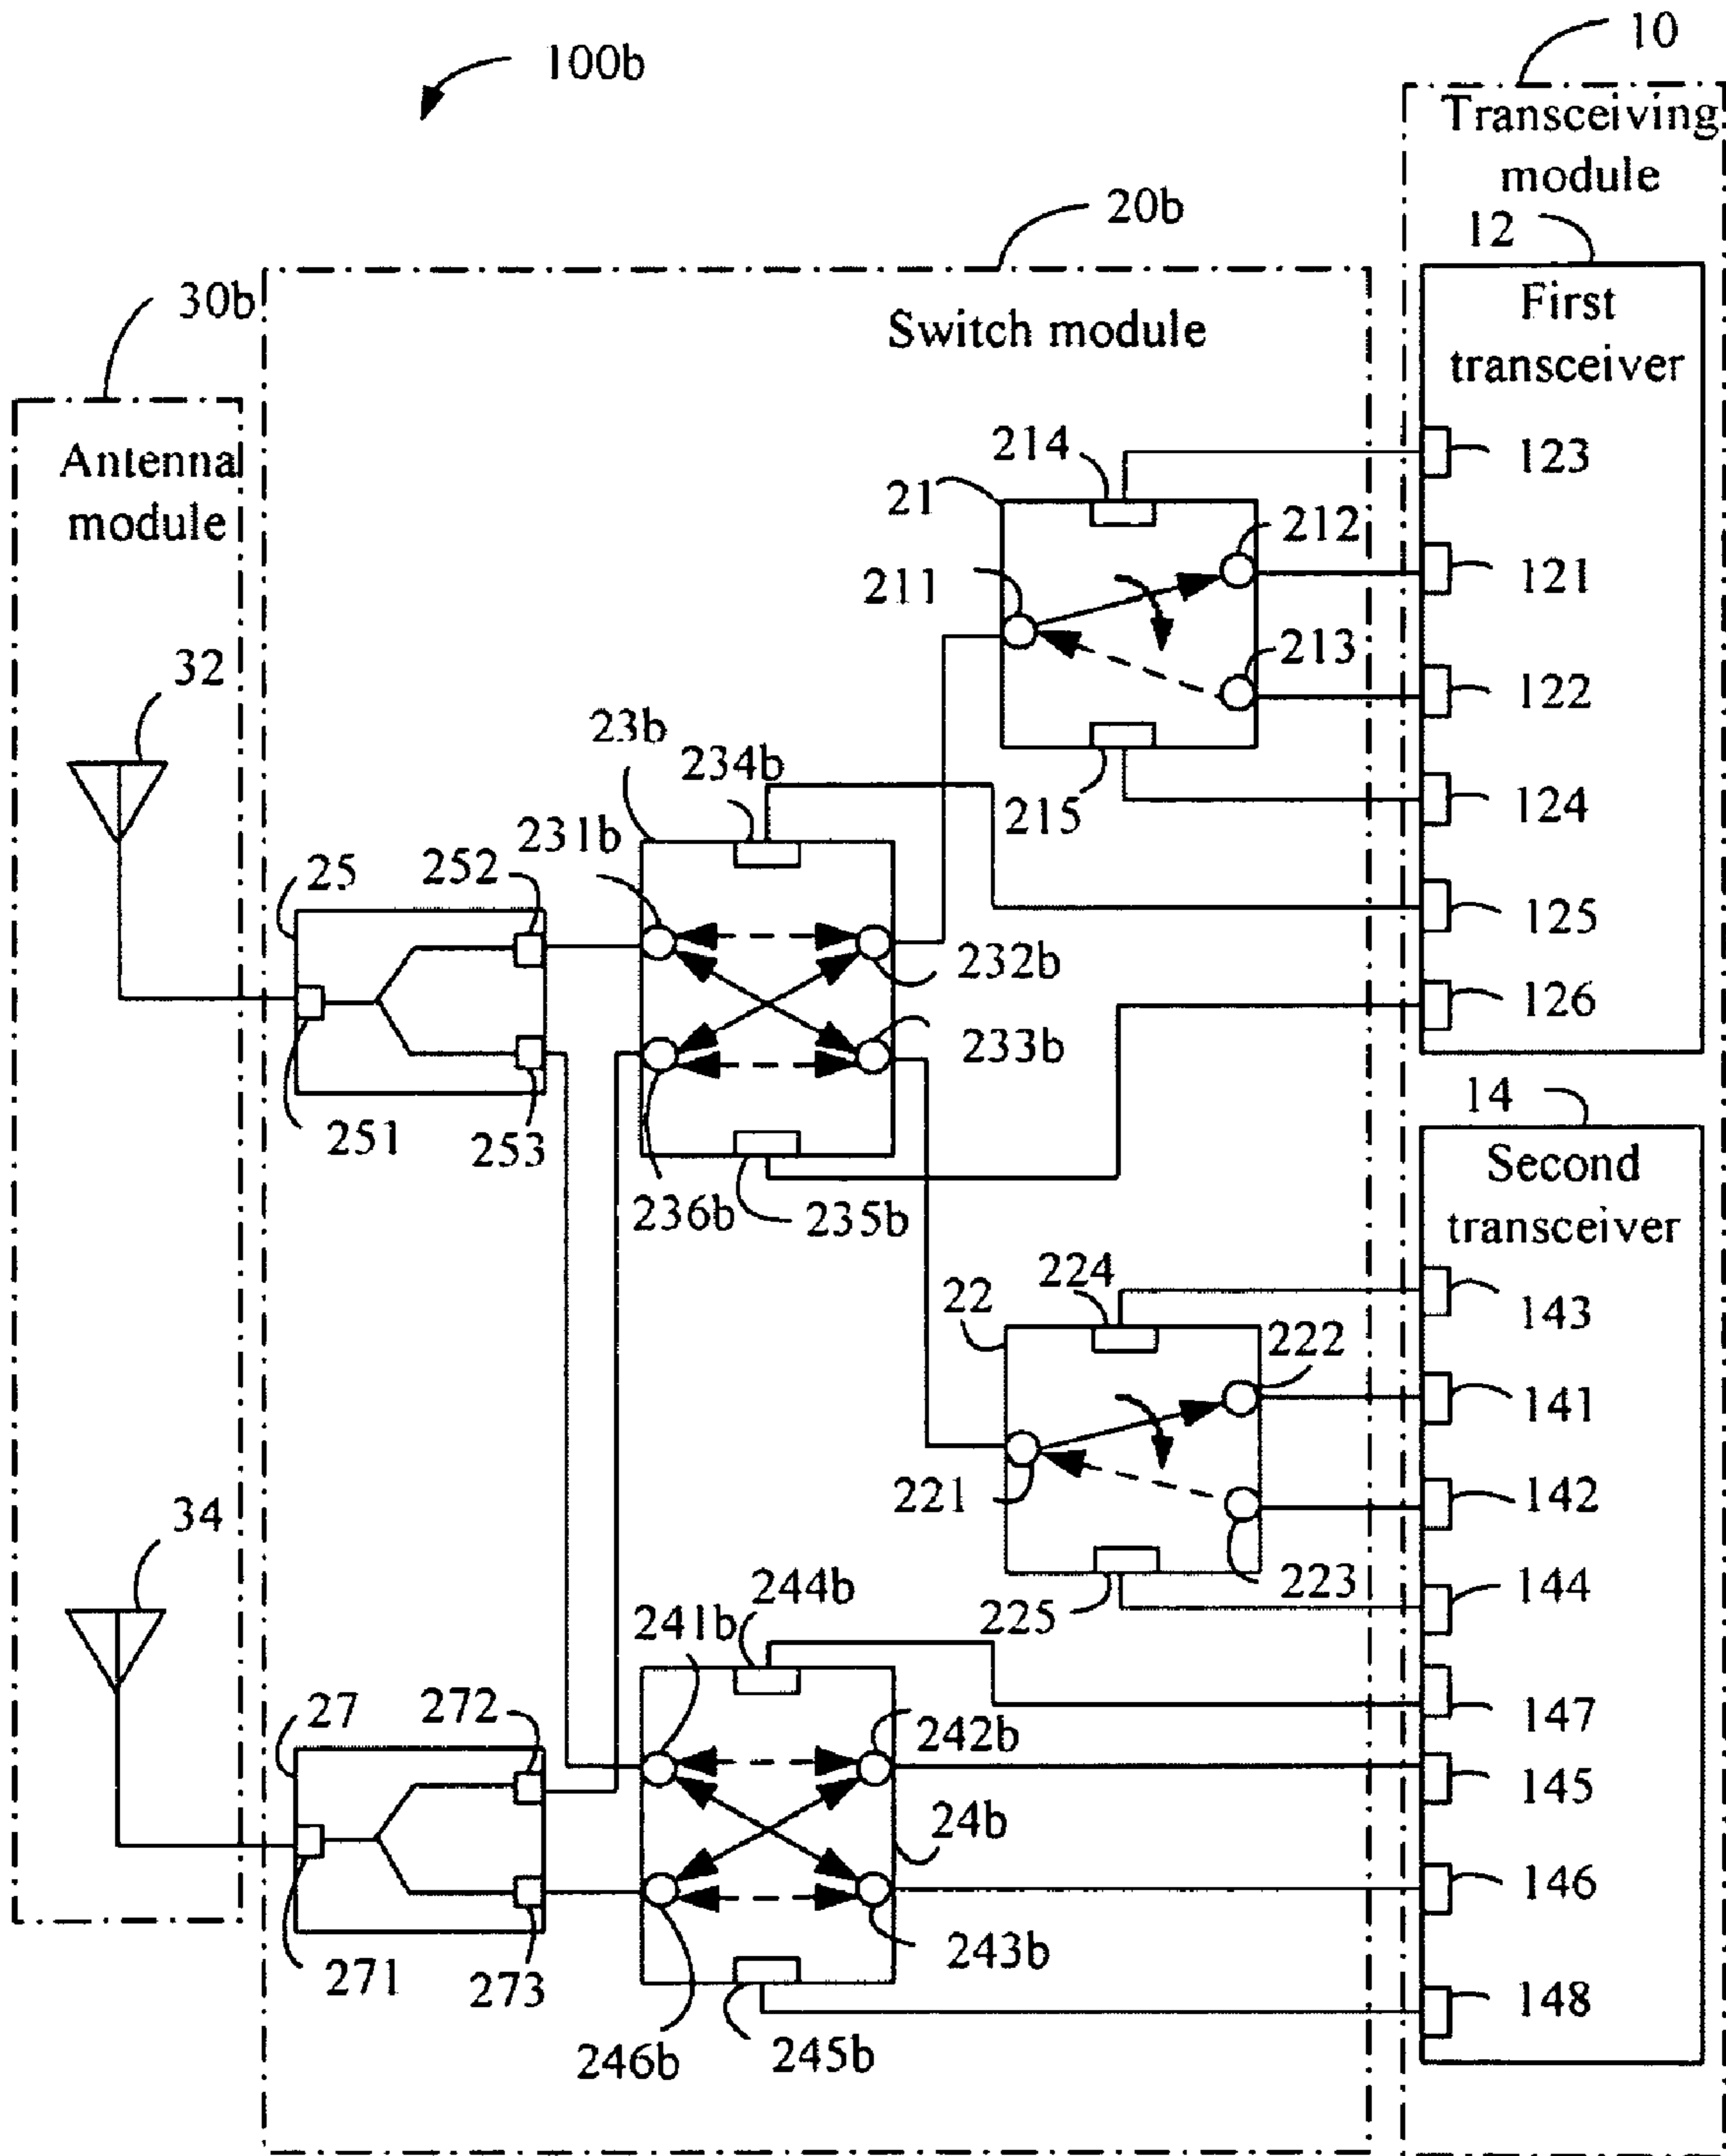 10
100b
Transceiving
module
20b
12
30b
First
transceiver
Switch module
Antenna
module
214
123
21
212
211
121
213
32
122
23b
234b
215
124
231b
25
252
125
232b
126
233b
14
251
253
Second
transceiver
236b
235b
224
22
143
222
141
221
142
34
244b
223
144
241b
225
27
272
147
242b
145
24b
146
243b
271
273
148
246b
245b